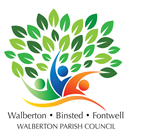 Walberton • Binsted • Fontwell
WALBERTON PARISH COUNCIL